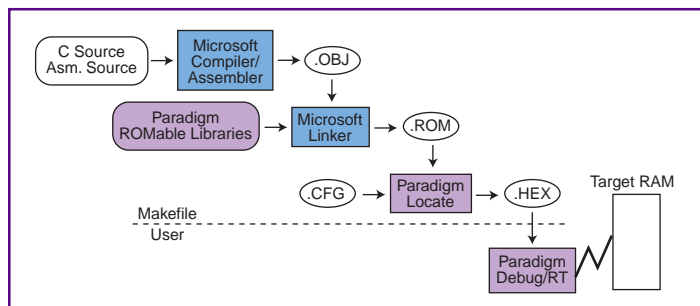 C Source
Asm. Source
Microsoft
Compiler/
Assembler
.OBJ
Paradigm
ROMable Libraries
Microsoft
Linker
.ROM
.CFG
Paradigm
Locate
.HEX
Target RAM
Makefile
User
Paradigm
Debug/RT